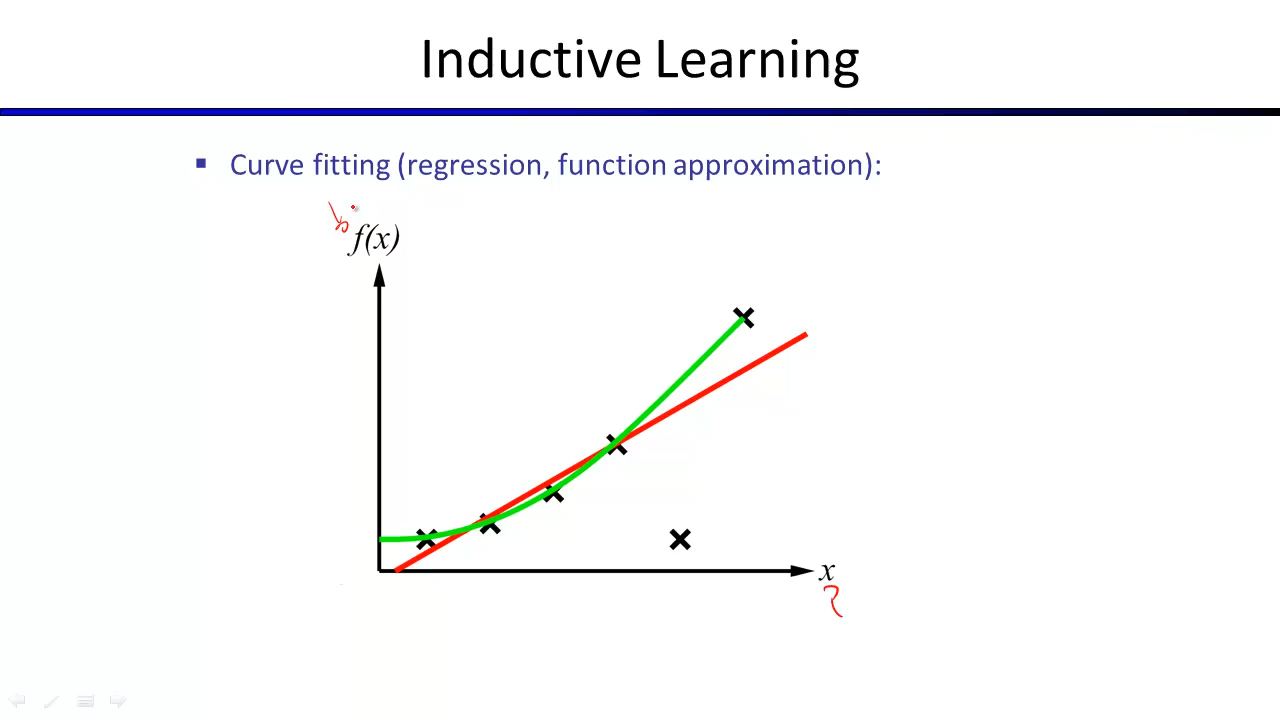 Inductive Learning
Curve fitting (regression, function approximation):
f(x)
x